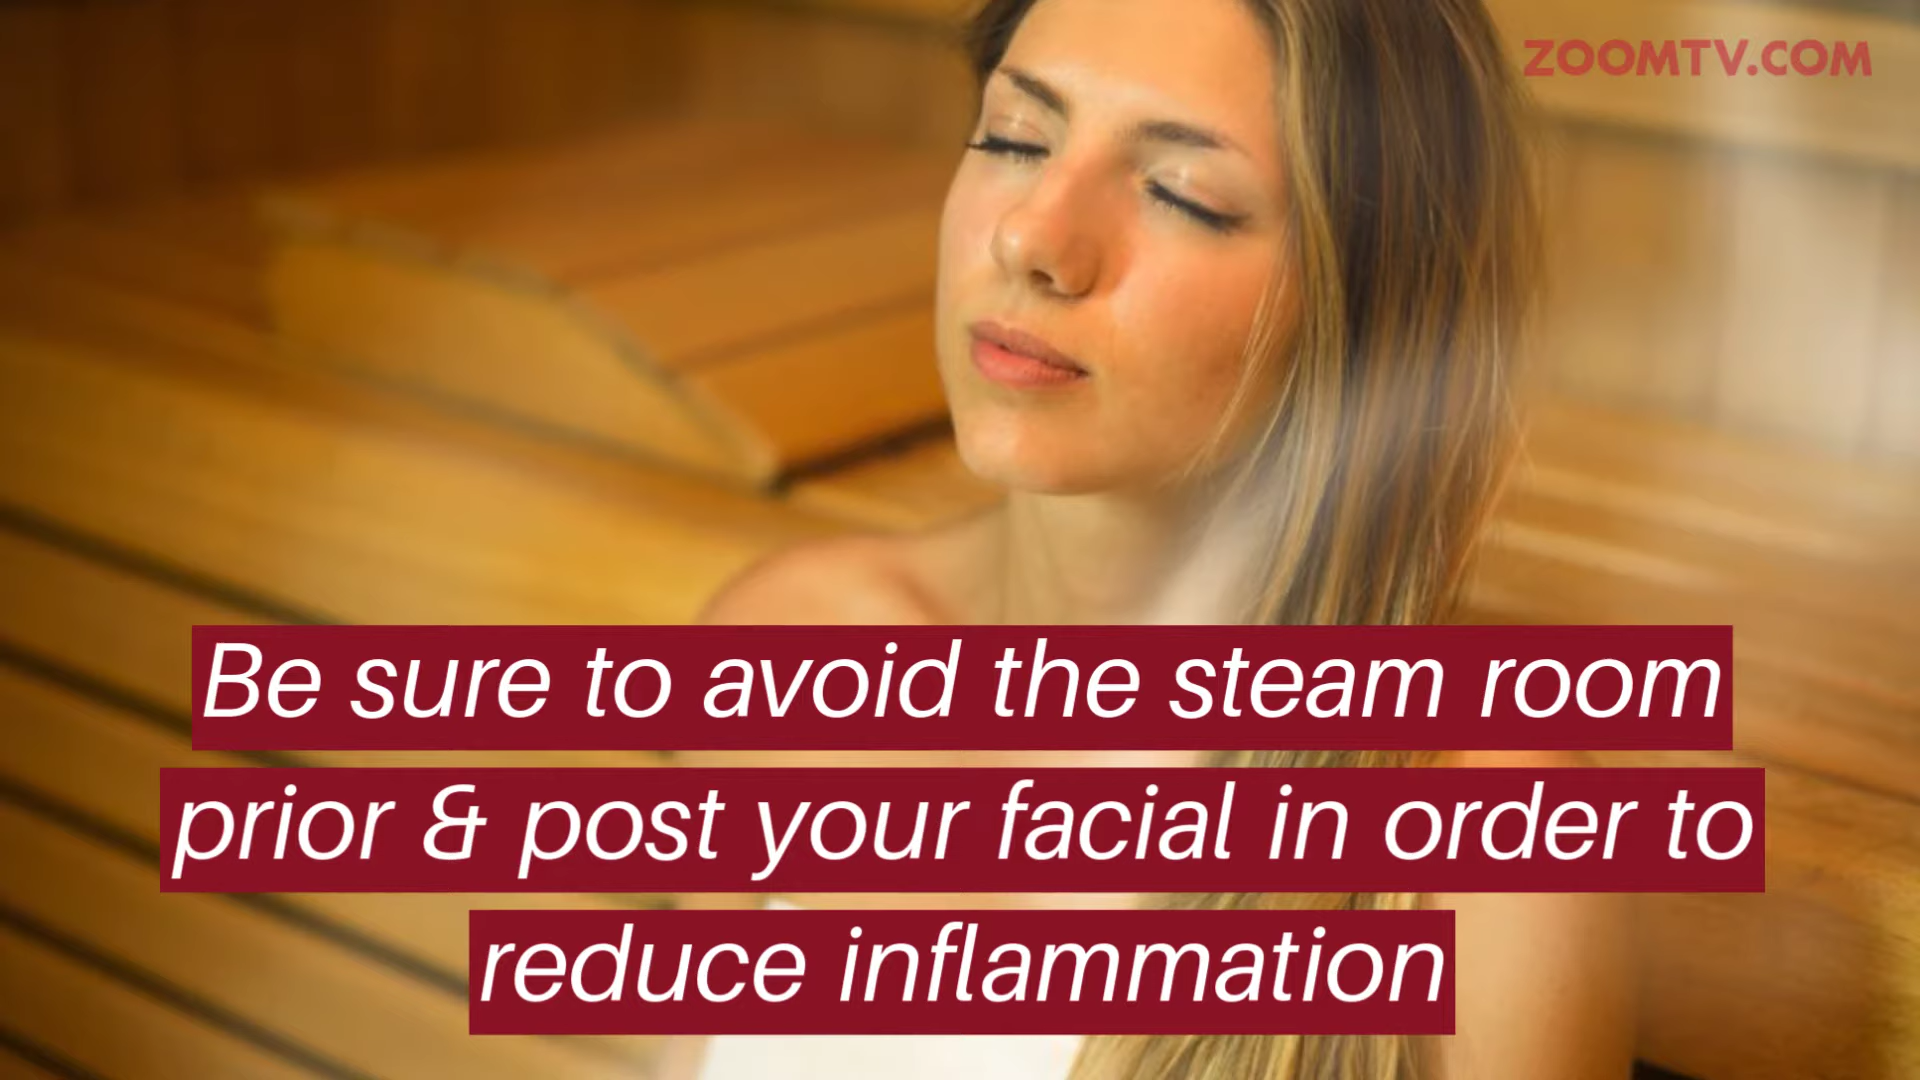 ZOOMTV.COM
Be sure to avoid the steam room
prior & post your facial in order to
reduce inflammation